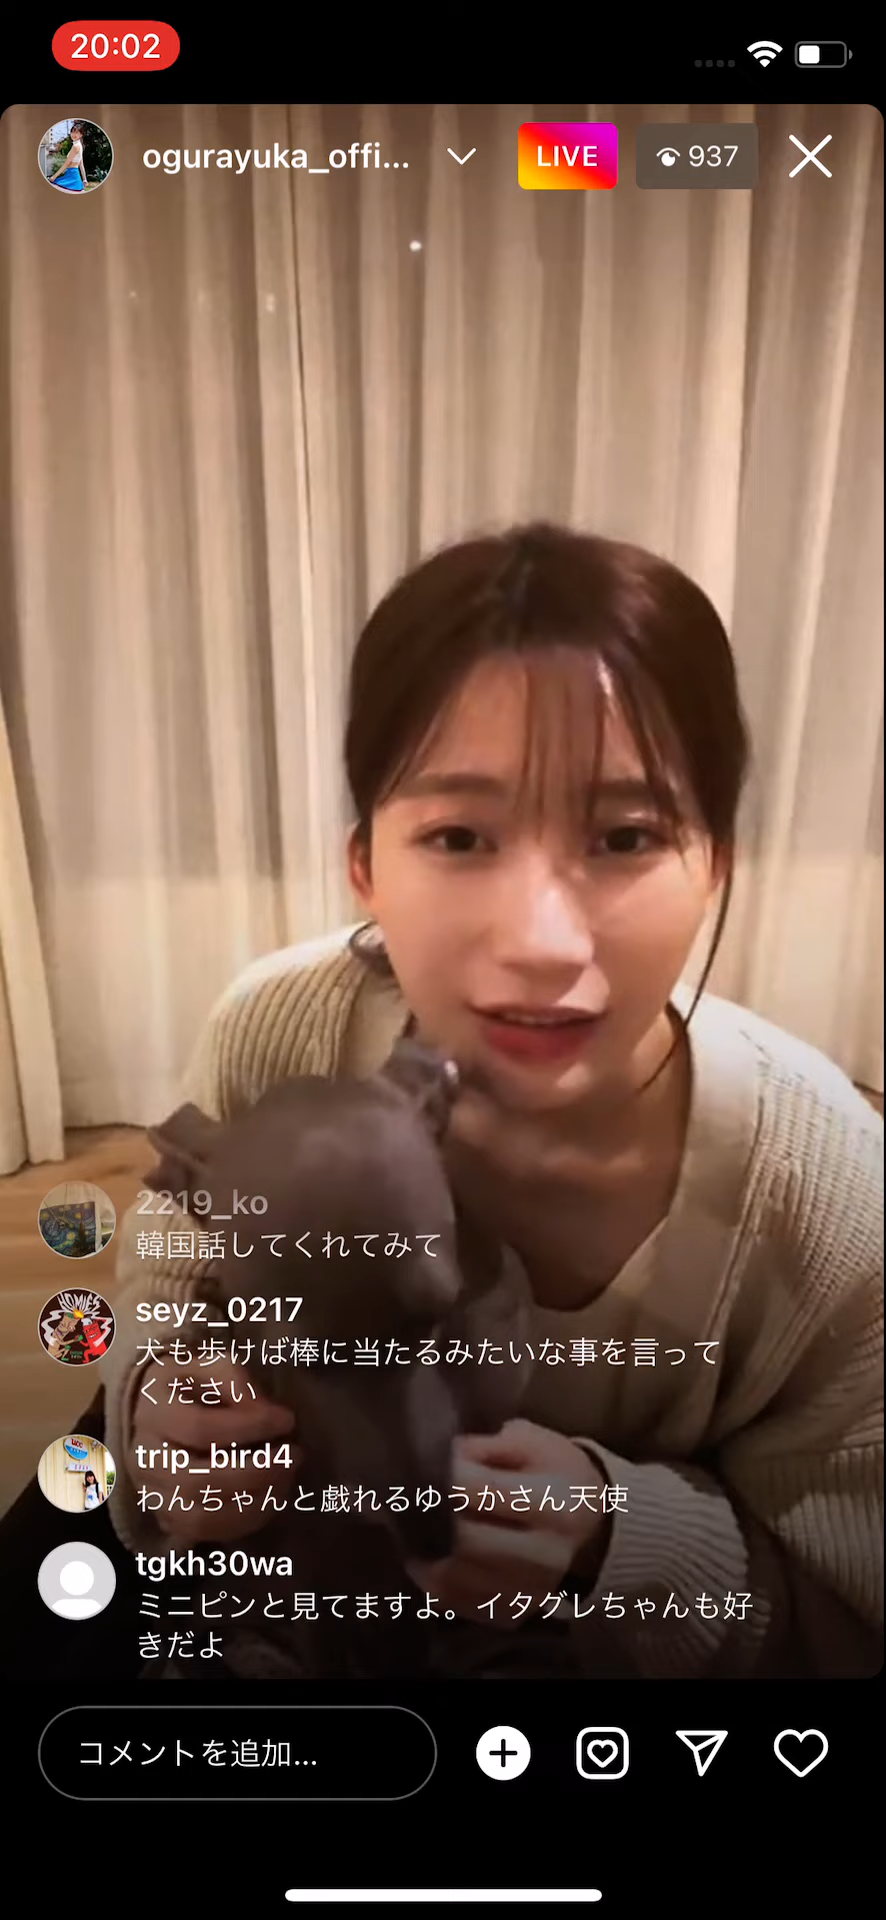 20:02
ogurayuka_offi...
LIVE
937
2219_ko
韓国話してくれてみて
seyz_0217
犬も歩けば棒に当たるみたいな事を言って
ください
trip_bird4
わんちゃんと戯れるゆうかさん天使
tgkh30wa
ミニピンと見てますよ。イタグレちゃんも好
きだよ
コメントを追加...